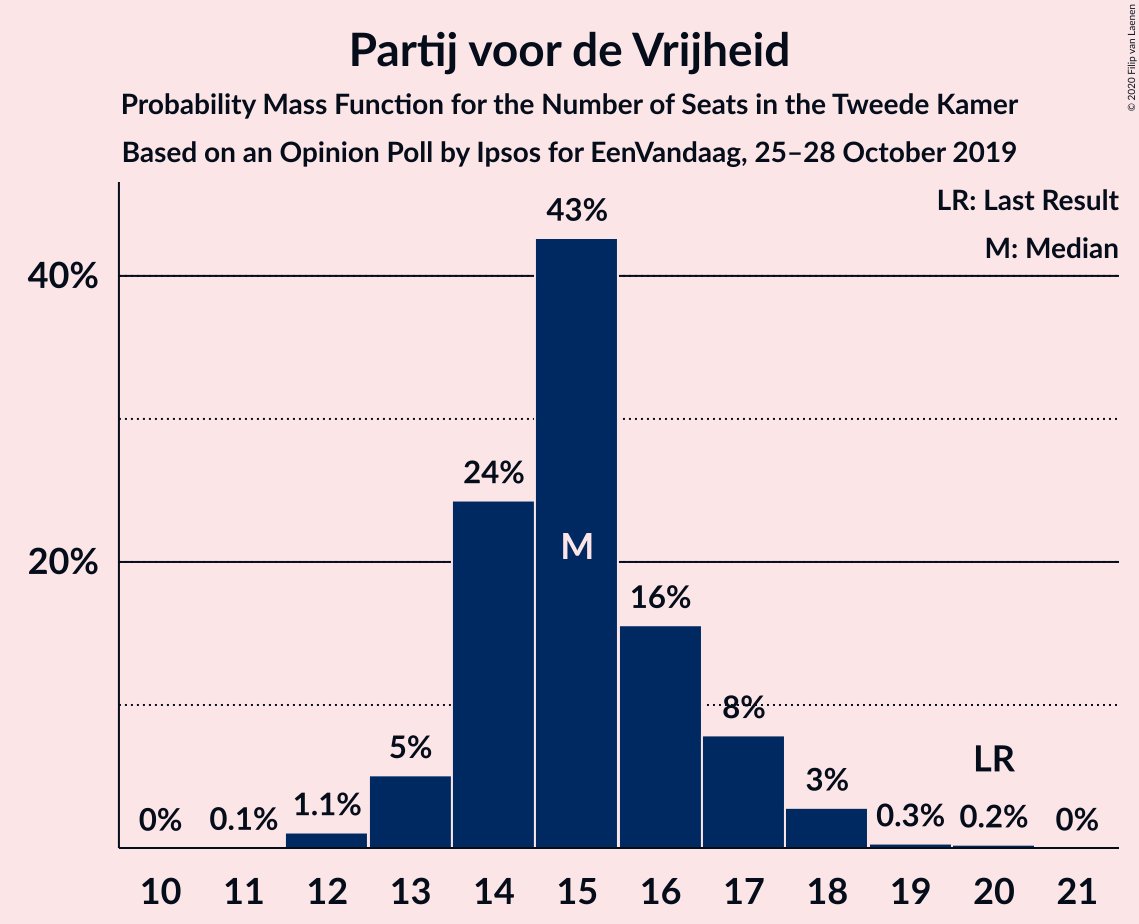 Partij voor de Vrijheid
Probability Mass Function for the Number of Seats in the Tweede Kamer
Based on an Opinion Poll by Ipsos for EenVandaag, 25–28 October 2019
© 2020 Filip van Laenen
LR: Last Result
M: Median
40%
20%
0%
0.1%
1.1%
5%
24%
43%
M
16%
8%
3%
0.3%
LR
0.2%
0%
10 11 12 13 14 15 16 17 18 19 20 21